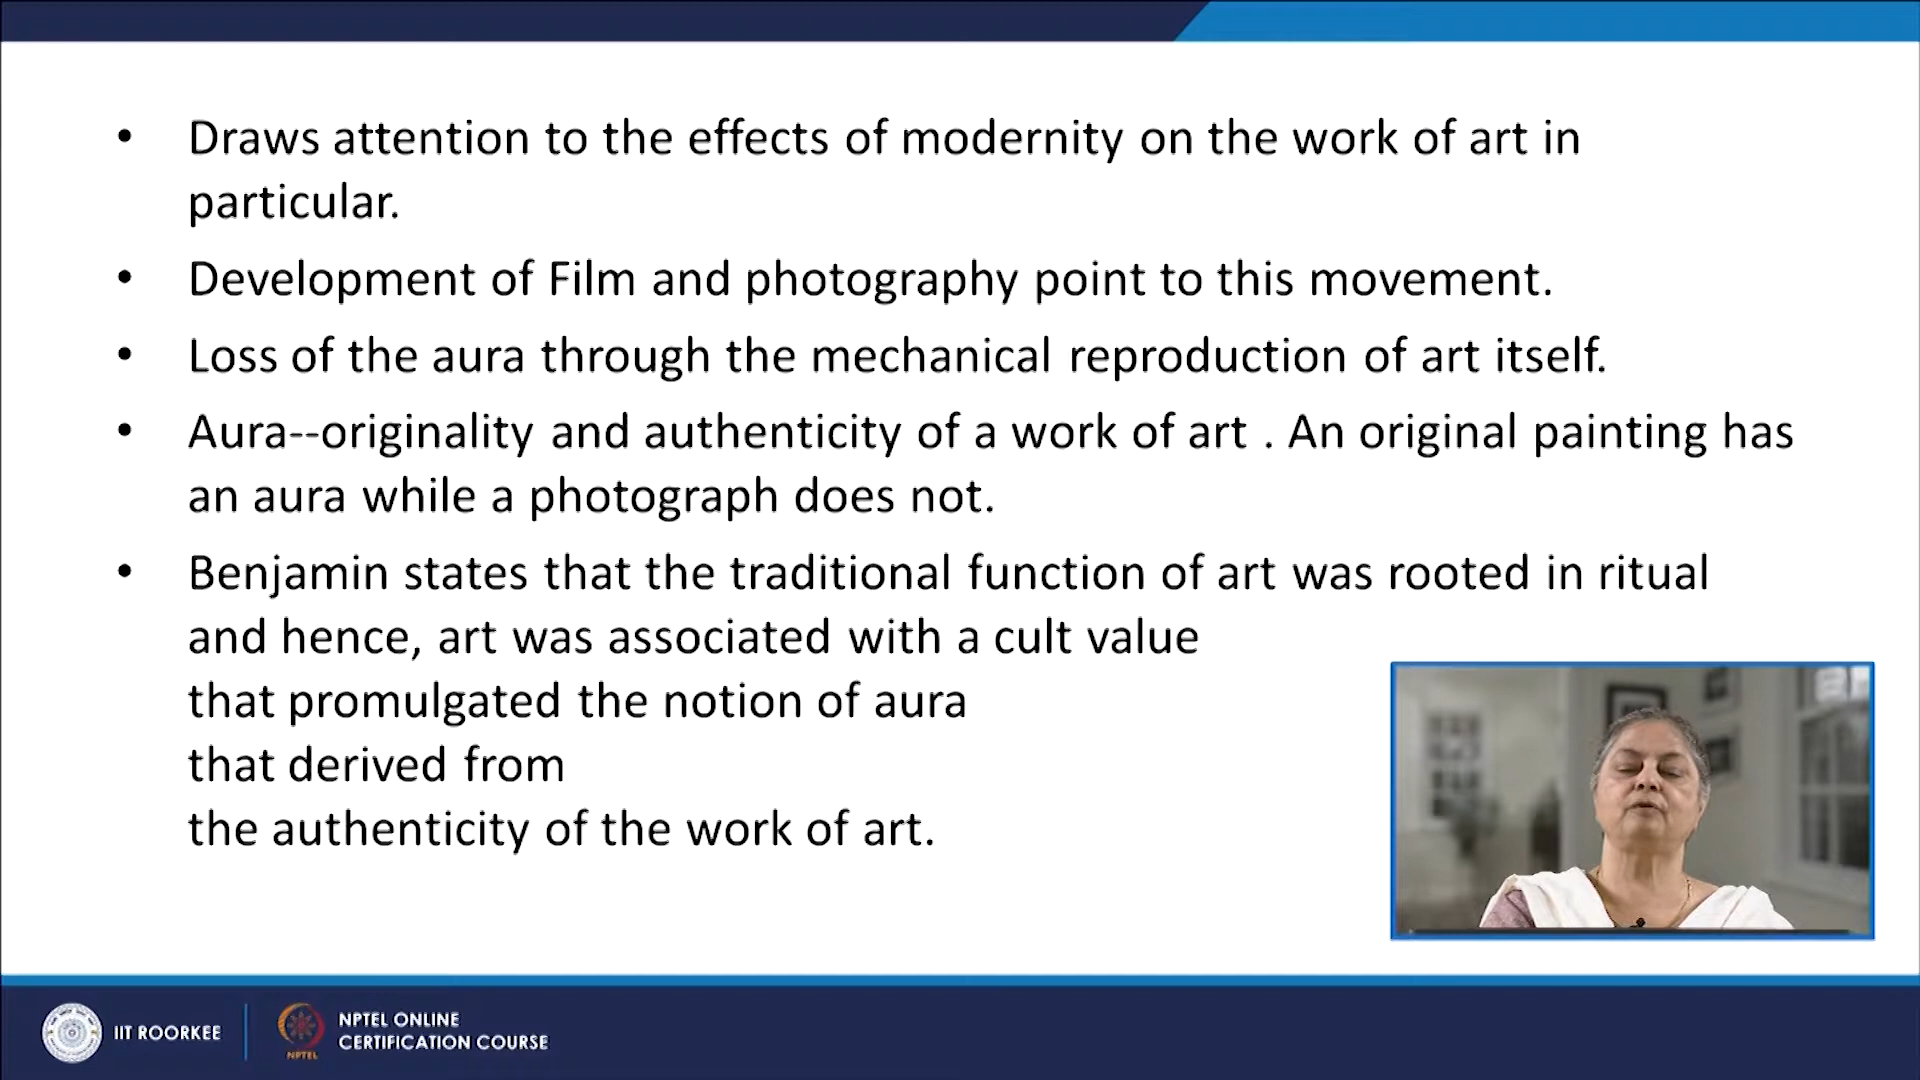 • Draws attention to the effects of modernity on the work of art in
particular.
• Development of Film and photography point to this movement.
• Loss of the aura through the mechanical reproduction of art itself.
• Aura--originality and authenticity of a work of art . An original painting has
an aura while a photograph does not.
• Benjamin states that the traditional function of art was rooted in ritual
and hence, art was associated with a cult value
that promulgated the notion of aura
that derived from
the authenticity of the work of art.
IIT ROORKEE
NPTEL
NPTEL ONLINE
CERTIFICATION COURSE